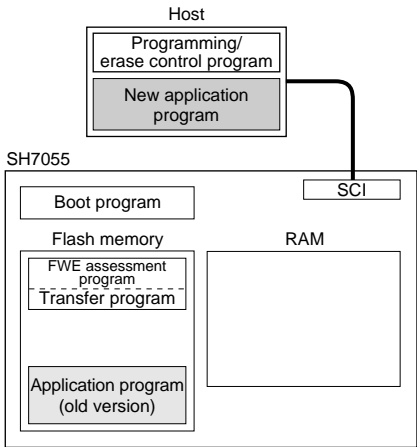 Host
Programming/
erase control program
New application
program
SH7055
SCI
Boot program
Flash memory
RAM
FWE assessment
program
Transfer program
Application program
(old version)